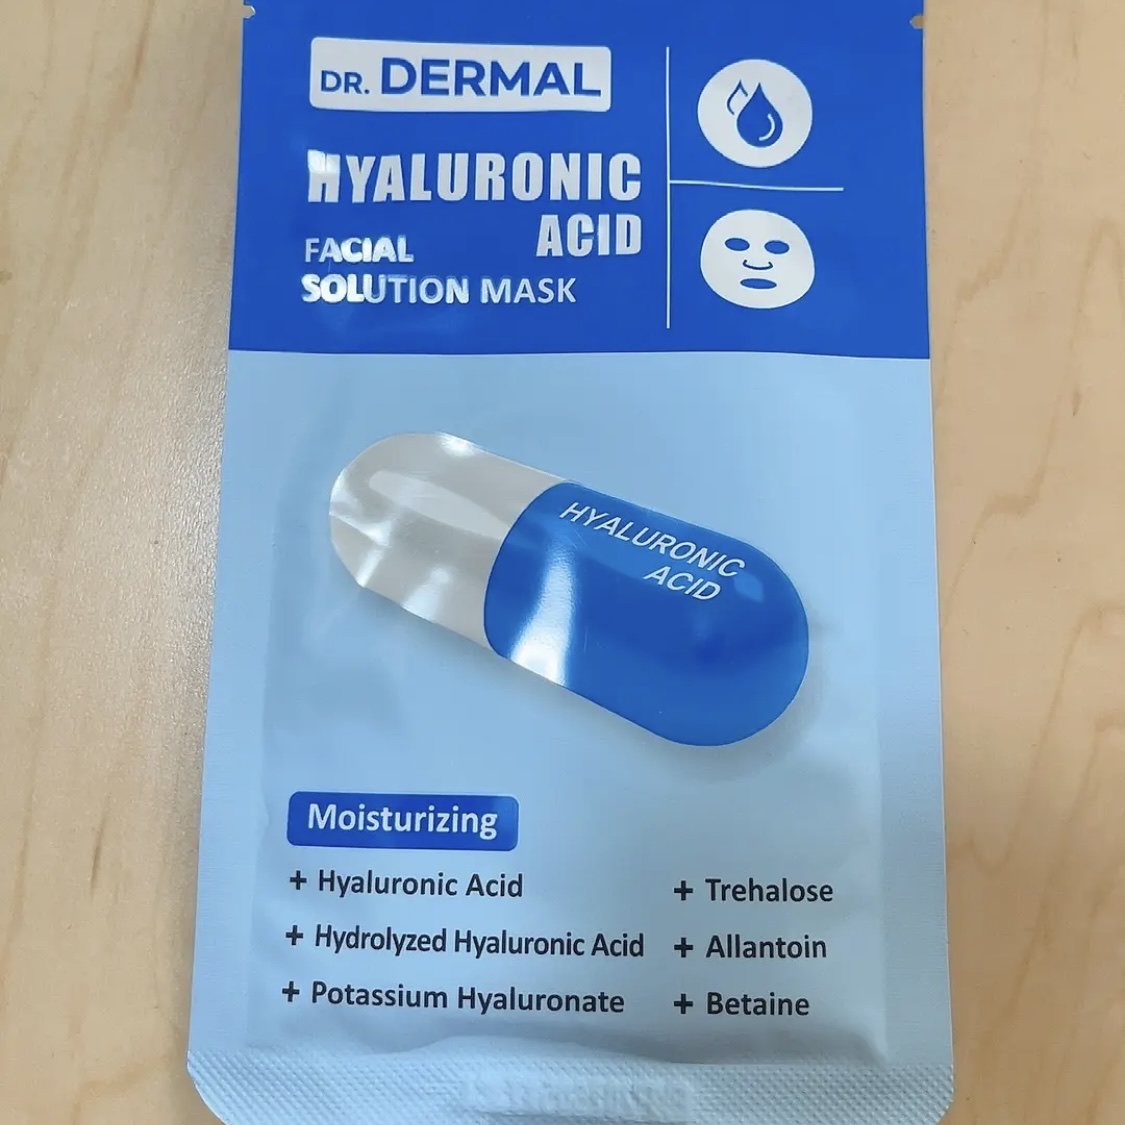 DR. DERMAL
HYALURONIC
ACID
FACIAL
SOLUTION MASK
HYALURONIC
ACID
Moisturizing
+ Hyaluronic Acid
+ Hydrolyzed Hyaluronic Acid
+ Potassium Hyaluronate
+ Trehalose
+ Allantoin
+ Betaine